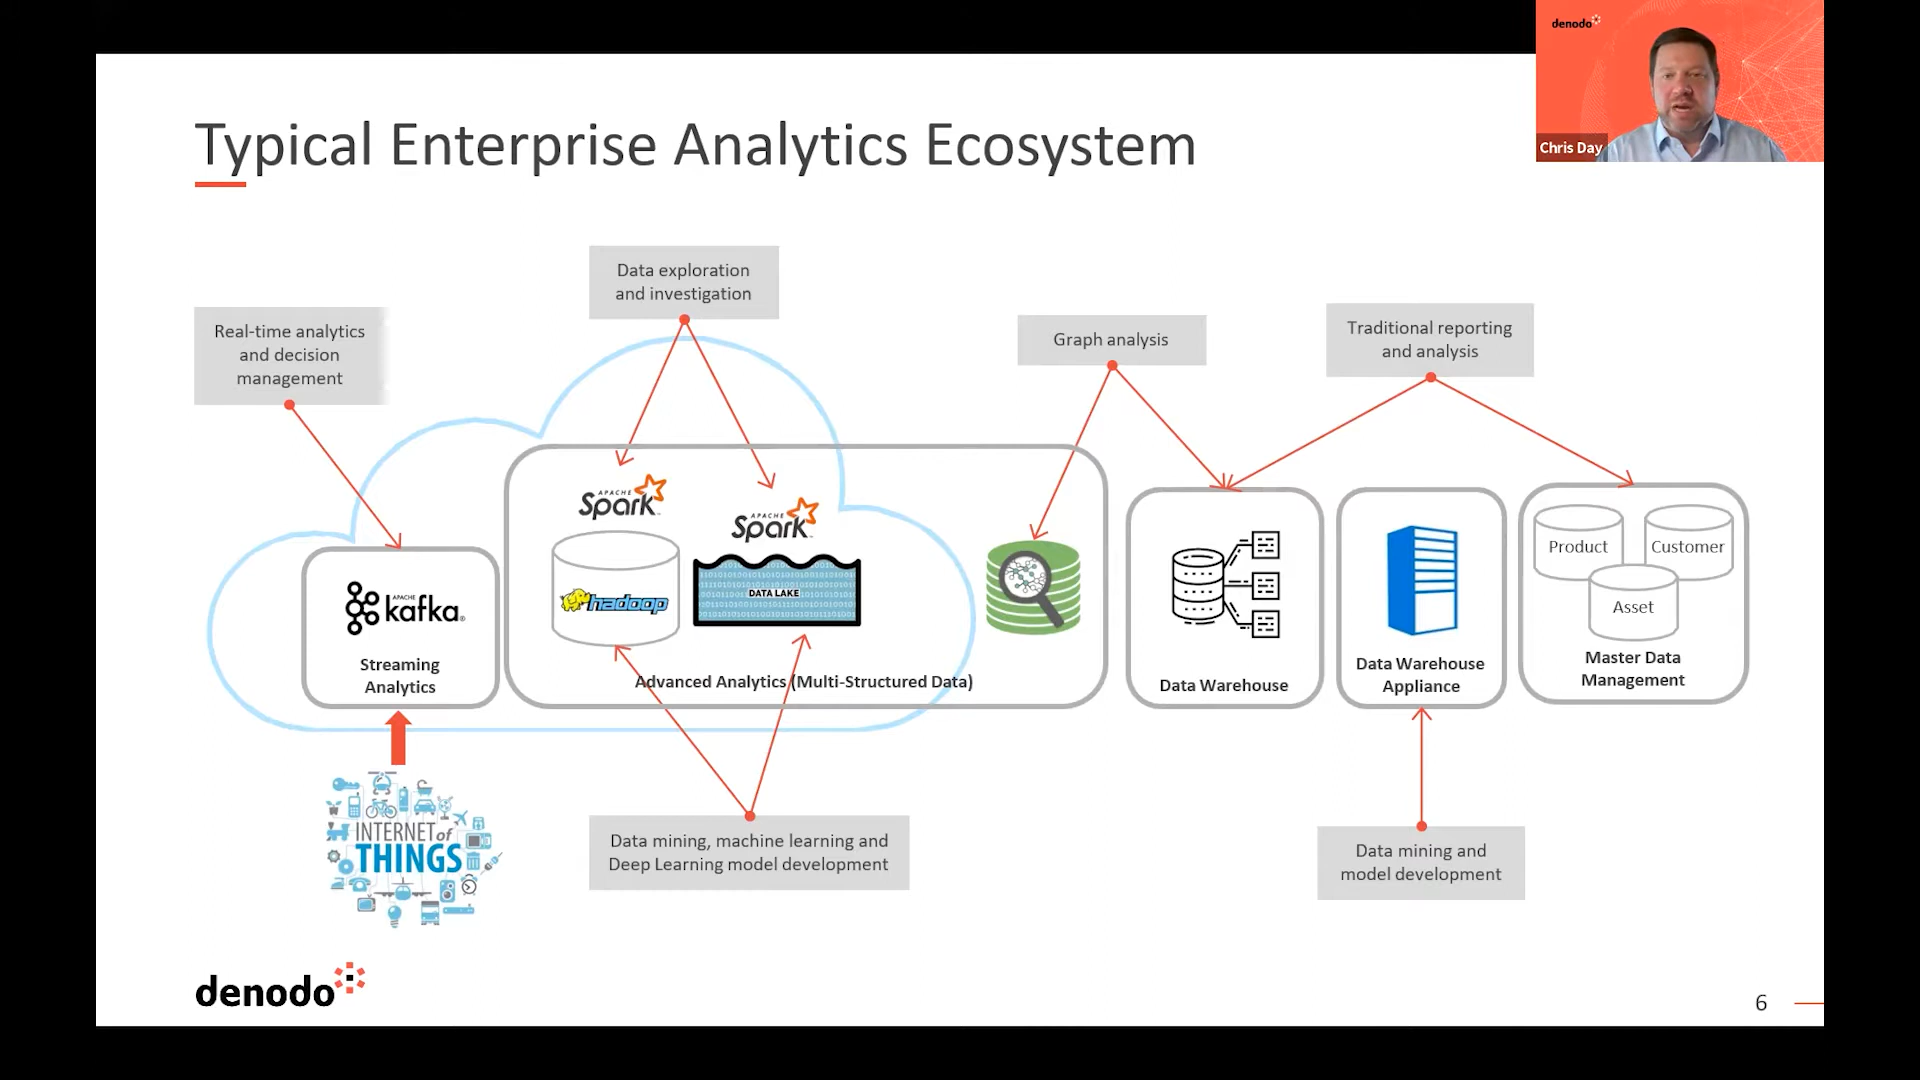 denodo
Chris Day
Typical Enterprise Analytics Ecosystem
Data exploration
and investigation
Real-time analytics
and decision
management
Graph analysis
Traditional reporting
and analysis
APACHE
Spark
APACHE
Spark
APACHE
kafka
Streaming
Analytics
hadoop
DATA LAKE
Advanced Analytics (Multi-Structured Data)
Data Warehouse
Data Warehouse
Appliance
Product
Customer
Asset
Master Data
Management
INTERNET of
THINGS
Data mining, machine learning and
Deep Learning model development
Data mining and
model development
denodo
6